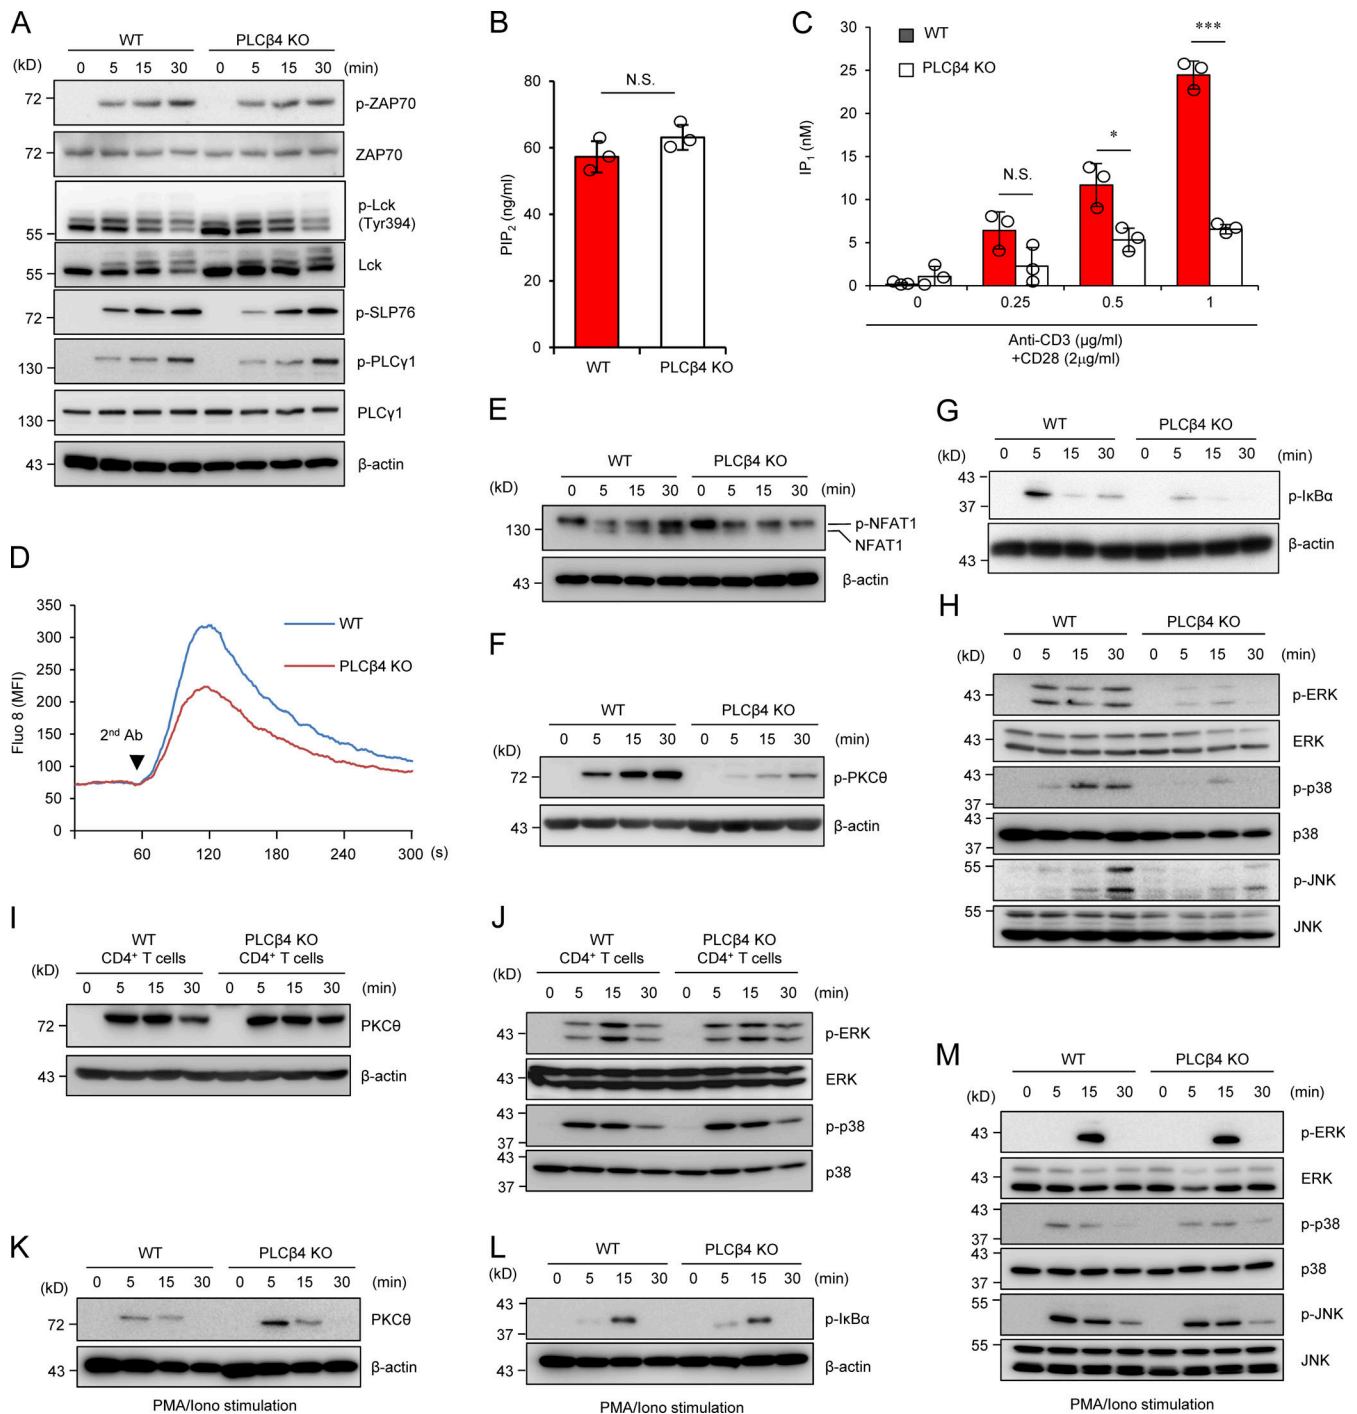 A
WT PLCβ4 KO
(kD) 0 5 15 30 0 5 15 30 (min)
72 p-ZAP70
72 ZAP70
p-Lck
(Tyr394)
55
55 Lck
72 p-SLP76
130 p-PLCγ1
130 PLCγ1
43 β-actin
B
PIP2 (ng/ml)
80
60
40
20
0
N.S.
WT PLCβ4 KO
C
IP1 (nM)
30
25
20
15
10
5
0
WT
PLCβ4 KO
N.S.
*
***
0 0.25 0.5 1
Anti-CD3 (µg/ml)
+CD28 (2µg/ml)
D
Fluo 8 (MFI)
350
300
250
200
150
100
50
0
WT
PLCβ4 KO
2nd Ab
60 120 180 240 300 (s)
E
WT PLCβ4 KO
(kD) 0 5 15 30 0 5 15 30 (min)
130 p-NFAT1
NFAT1
43 β-actin
F
WT PLCβ4 KO
(kD) 0 5 15 30 0 5 15 30 (min)
72 p-PKCθ
43 β-actin
G
WT PLCβ4 KO
(kD) 0 5 15 30 0 5 15 30 (min)
43
37 p-IκBα
43 β-actin
H
WT PLCβ4 KO
(kD) 0 5 15 30 0 5 15 30 (min)
43 p-ERK
43 ERK
43
37 p-p38
43
37 p38
55 p-JNK
55 JNK
I
WT PLCβ4 KO
CD4+ T cells CD4+ T cells
(kD) 0 5 15 30 0 5 15 30 (min)
72 PKCθ
43 β-actin
J
WT PLCβ4 KO
CD4+ T cells CD4+ T cells
(kD) 0 5 15 30 0 5 15 30 (min)
43 p-ERK
43 ERK
43
37 p-p38
43
37 p38
K
WT PLCβ4 KO
(kD) 0 5 15 30 0 5 15 30 (min)
72 PKCθ
43 β-actin
PMA/Iono stimulation
L
WT PLCβ4 KO
(kD) 0 5 15 30 0 5 15 30 (min)
43
37 p-IκBα
43 β-actin
PMA/Iono stimulation
M
WT PLCβ4 KO
(kD) 0 5 15 30 0 5 15 30 (min)
43 p-ERK
43 ERK
43
37 p-p38
43
37 p38
55 p-JNK
55 JNK
PMA/Iono stimulation